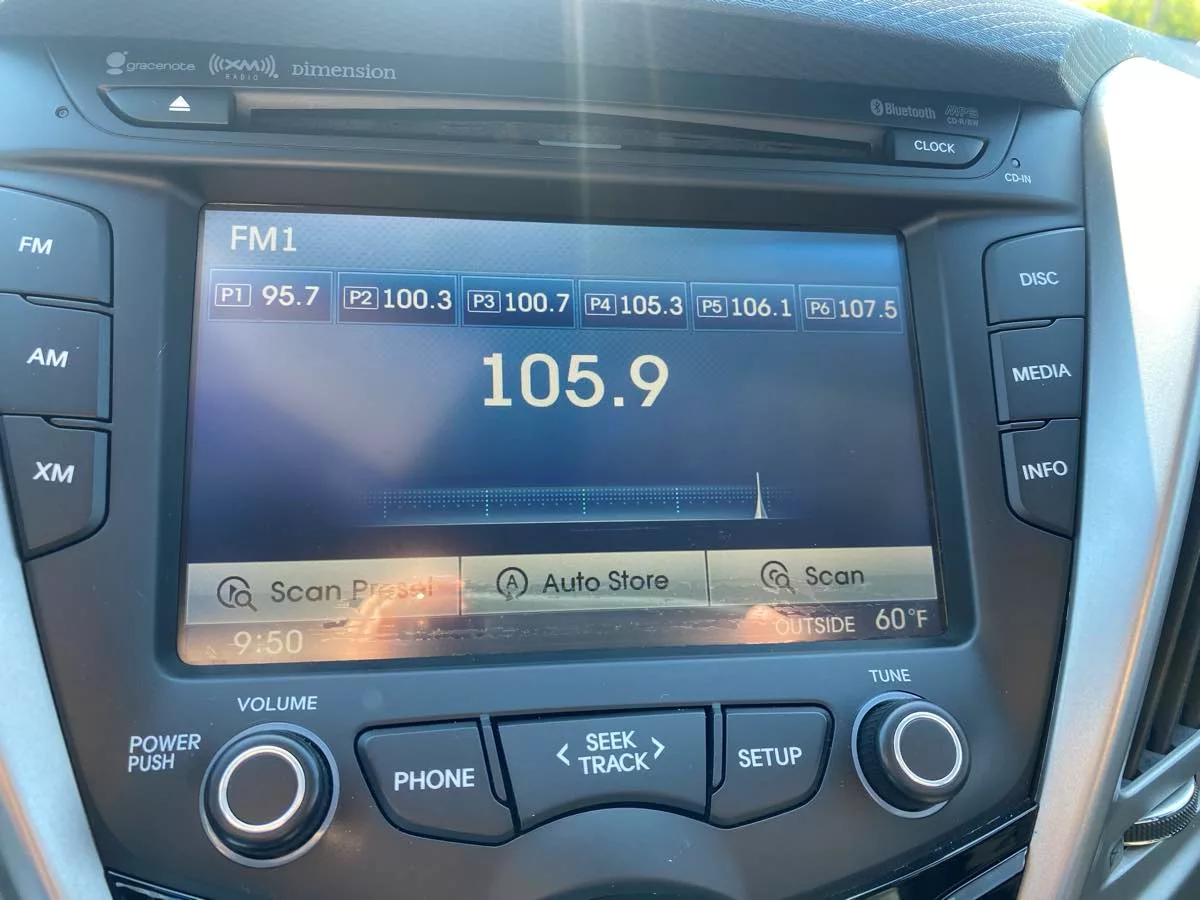 gracenote XM RADIO Dimension
Bluetooth MP3 CD-R/RW
CLOCK
CD-IN
FM
AM
XM
FM1
P1 95.7 P2 100.3 P3 100.7 P4 105.3 P5 106.1 P6 107.5
105.9
Scan Preset A Auto Store Scan
9:50 OUTSIDE 60°F
DISC
MEDIA
INFO
VOLUME
POWER
PUSH
PHONE
< SEEK >
TRACK
SETUP
TUNE